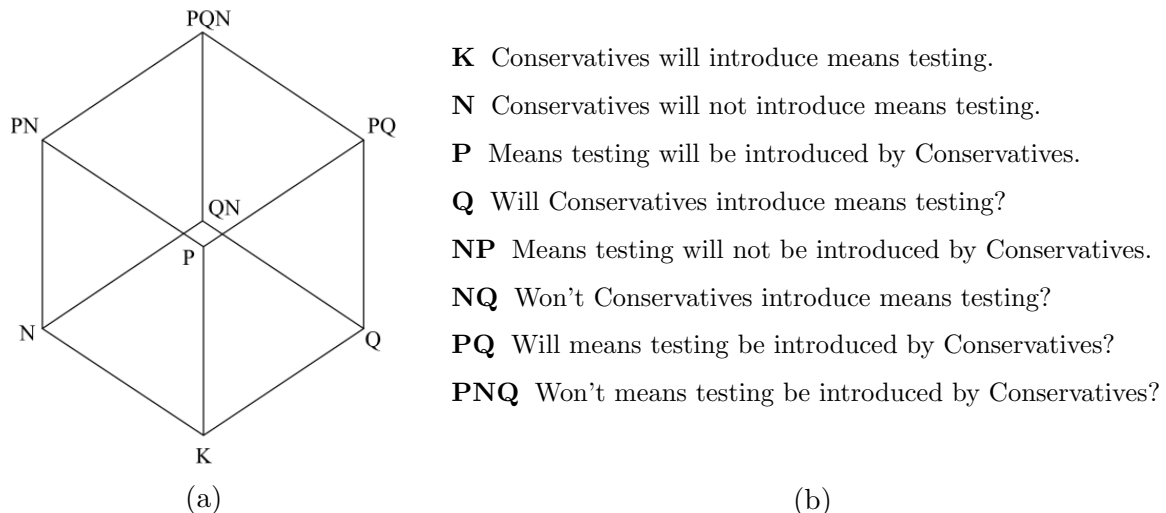 PQN
PN
PQ
QN
P
N
Q
K
(a)
K Conservatives will introduce means testing.
N Conservatives will not introduce means testing.
P Means testing will be introduced by Conservatives.
Q Will Conservatives introduce means testing?
NP Means testing will not be introduced by Conservatives.
NQ Won't Conservatives introduce means testing?
PQ Will means testing be introduced by Conservatives?
PNQ Won't means testing be introduced by Conservatives?
(b)